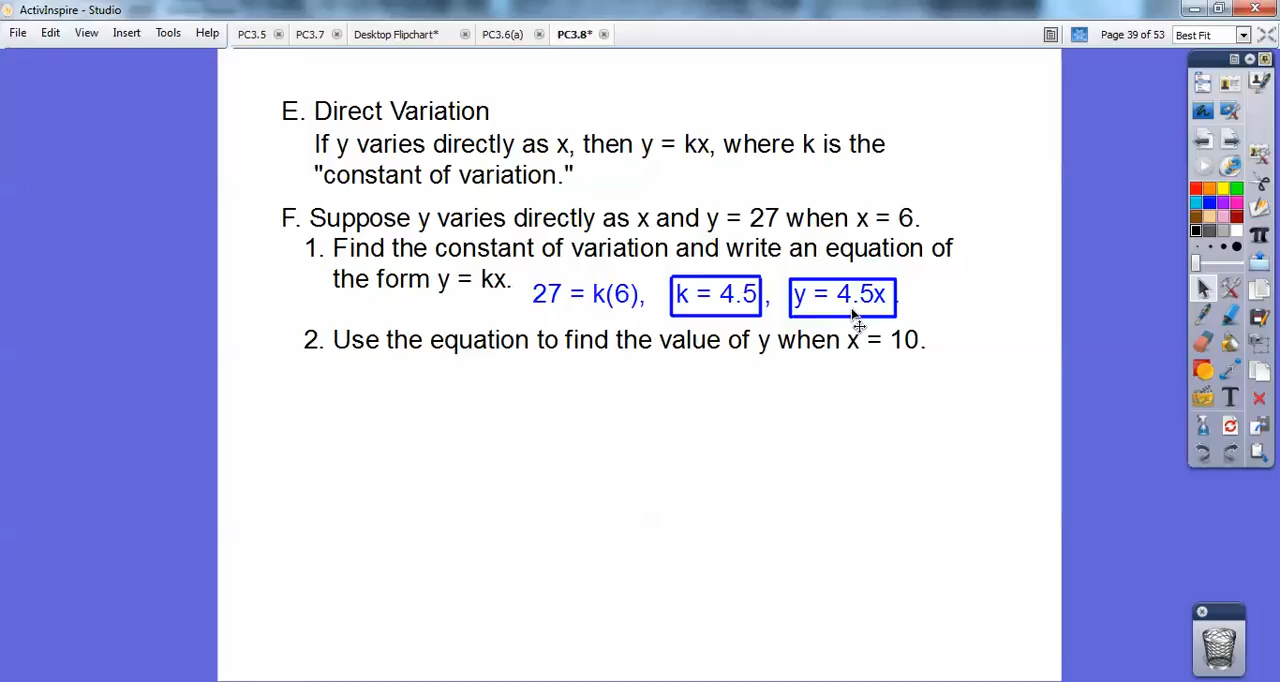 ActivInspire - Studio
File Edit View Insert Tools Help
PC3.5 PC3.7 Desktop Flipchart* PC3.6(a) PC3.8* Page 39 of 53 Best Fit
E. Direct Variation
If y varies directly as x, then y = kx, where k is the
"constant of variation."
F. Suppose y varies directly as x and y = 27 when x = 6.
1. Find the constant of variation and write an equation of
the form y = kx. 27 = k(6), k = 4.5 , y = 4.5x .
2. Use the equation to find the value of y when x = 10.